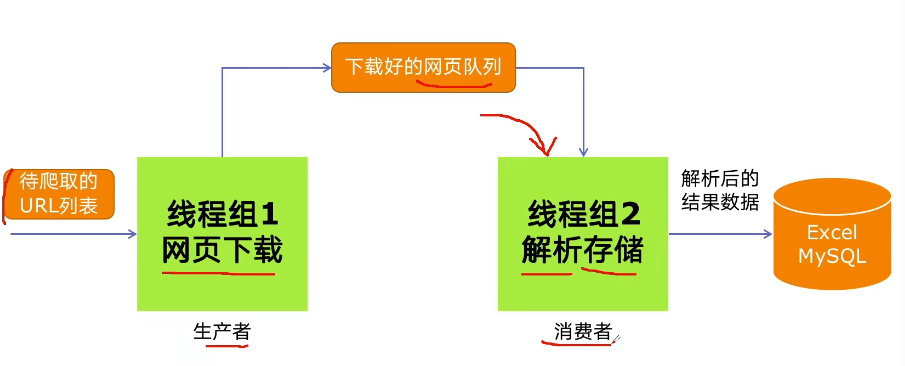 下载好的网页队列
待爬取的
URL列表
线程组1
网页下载
生产者
线程组2
解析存储
消费者
解析后的
结果数据
Excel
MySQL